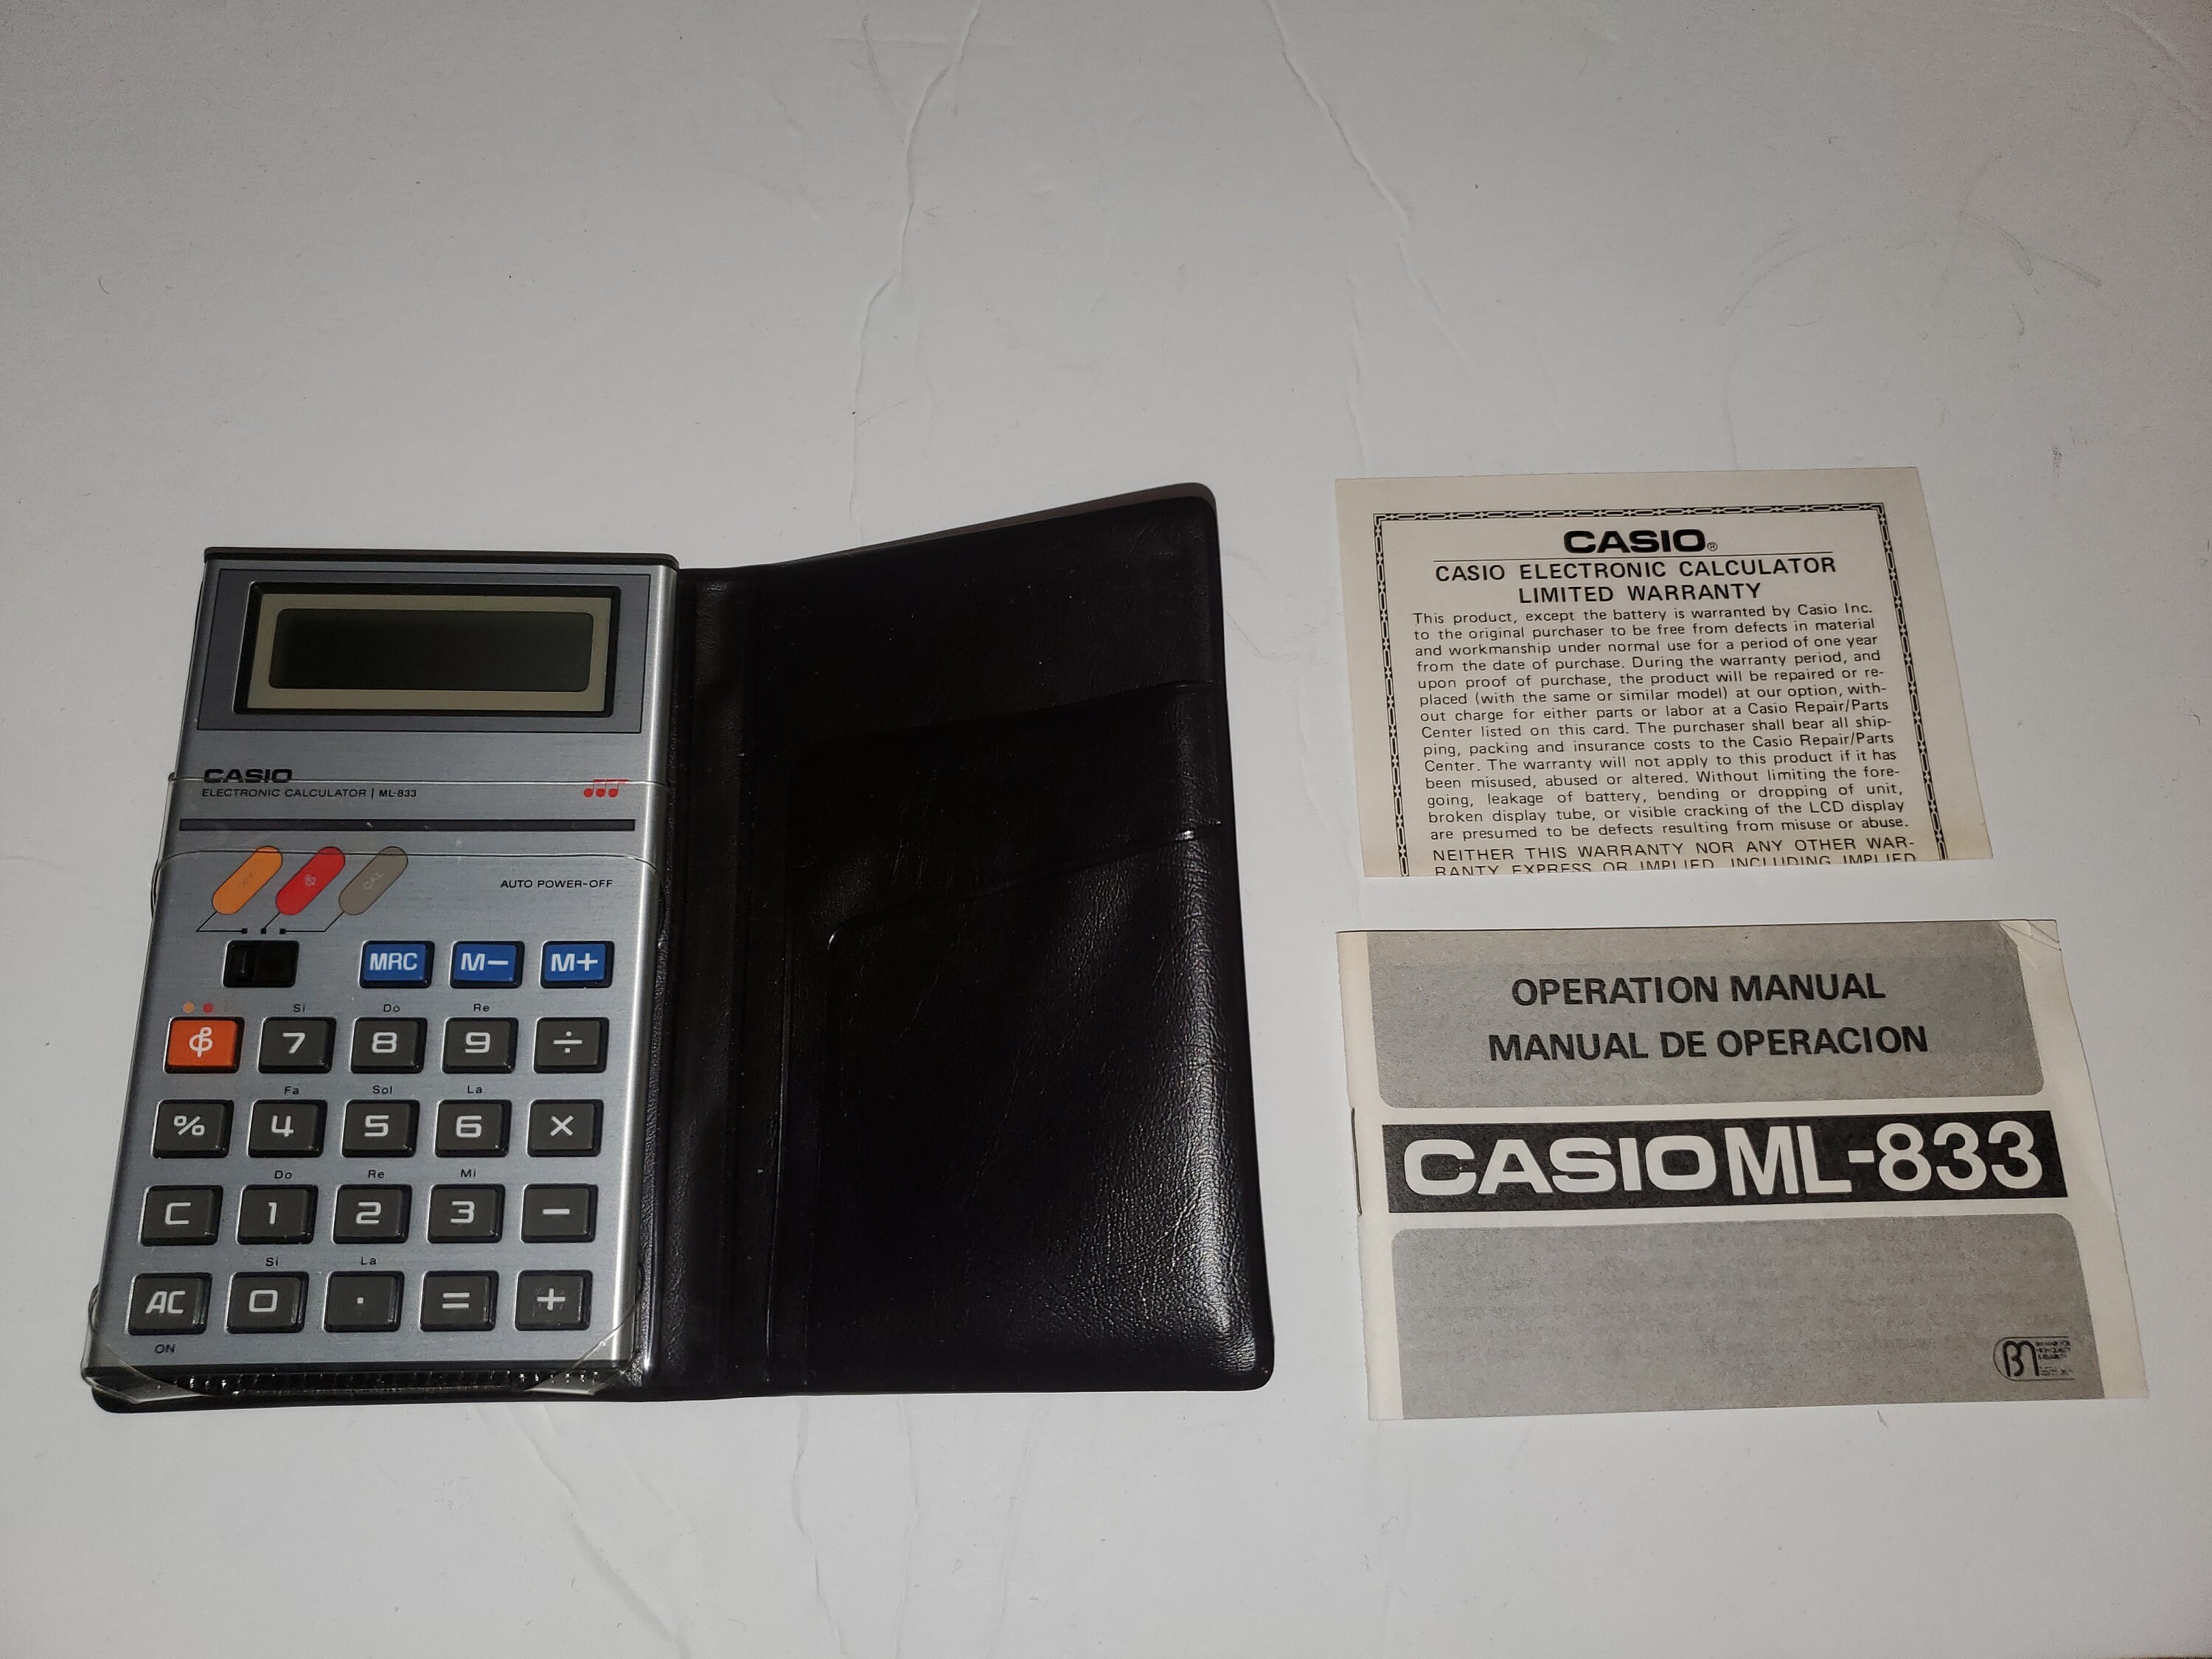 CASIO
ELECTRONIC CALCULATOR | ML-833
CAL
AUTO POWER-OFF
MRC M− M+
Si Do Re
7 8 9 ÷
Fa Sol La
% 4 5 6 ×
Do Re Mi
C 1 2 3 −
Si La
AC 0 . = +
ON
CASIO®
CASIO ELECTRONIC CALCULATOR
LIMITED WARRANTY
This product, except the battery is warranted by Casio Inc.
to the original purchaser to be free from defects in material
and workmanship under normal use for a period of one year
from the date of purchase. During the warranty period, and
upon proof of purchase, the product will be repaired or re-
placed (with the same or similar model) at our option, with-
out charge for either parts or labor at a Casio Repair/Parts
Center listed on this card. The purchaser shall bear all ship-
ping, packing and insurance costs to the Casio Repair/Parts
Center. The warranty will not apply to this product if it has
been misused, abused or altered. Without limiting the fore-
going, leakage of battery, bending or dropping of unit,
broken display tube, or visible cracking of the LCD display
are presumed to be defects resulting from misuse or abuse.
NEITHER THIS WARRANTY NOR ANY OTHER WAR-
RANTY EXPRESS OR IMPLIED, INCLUDING IMPLIED
OPERATION MANUAL
MANUAL DE OPERACION
CASIO ML-833